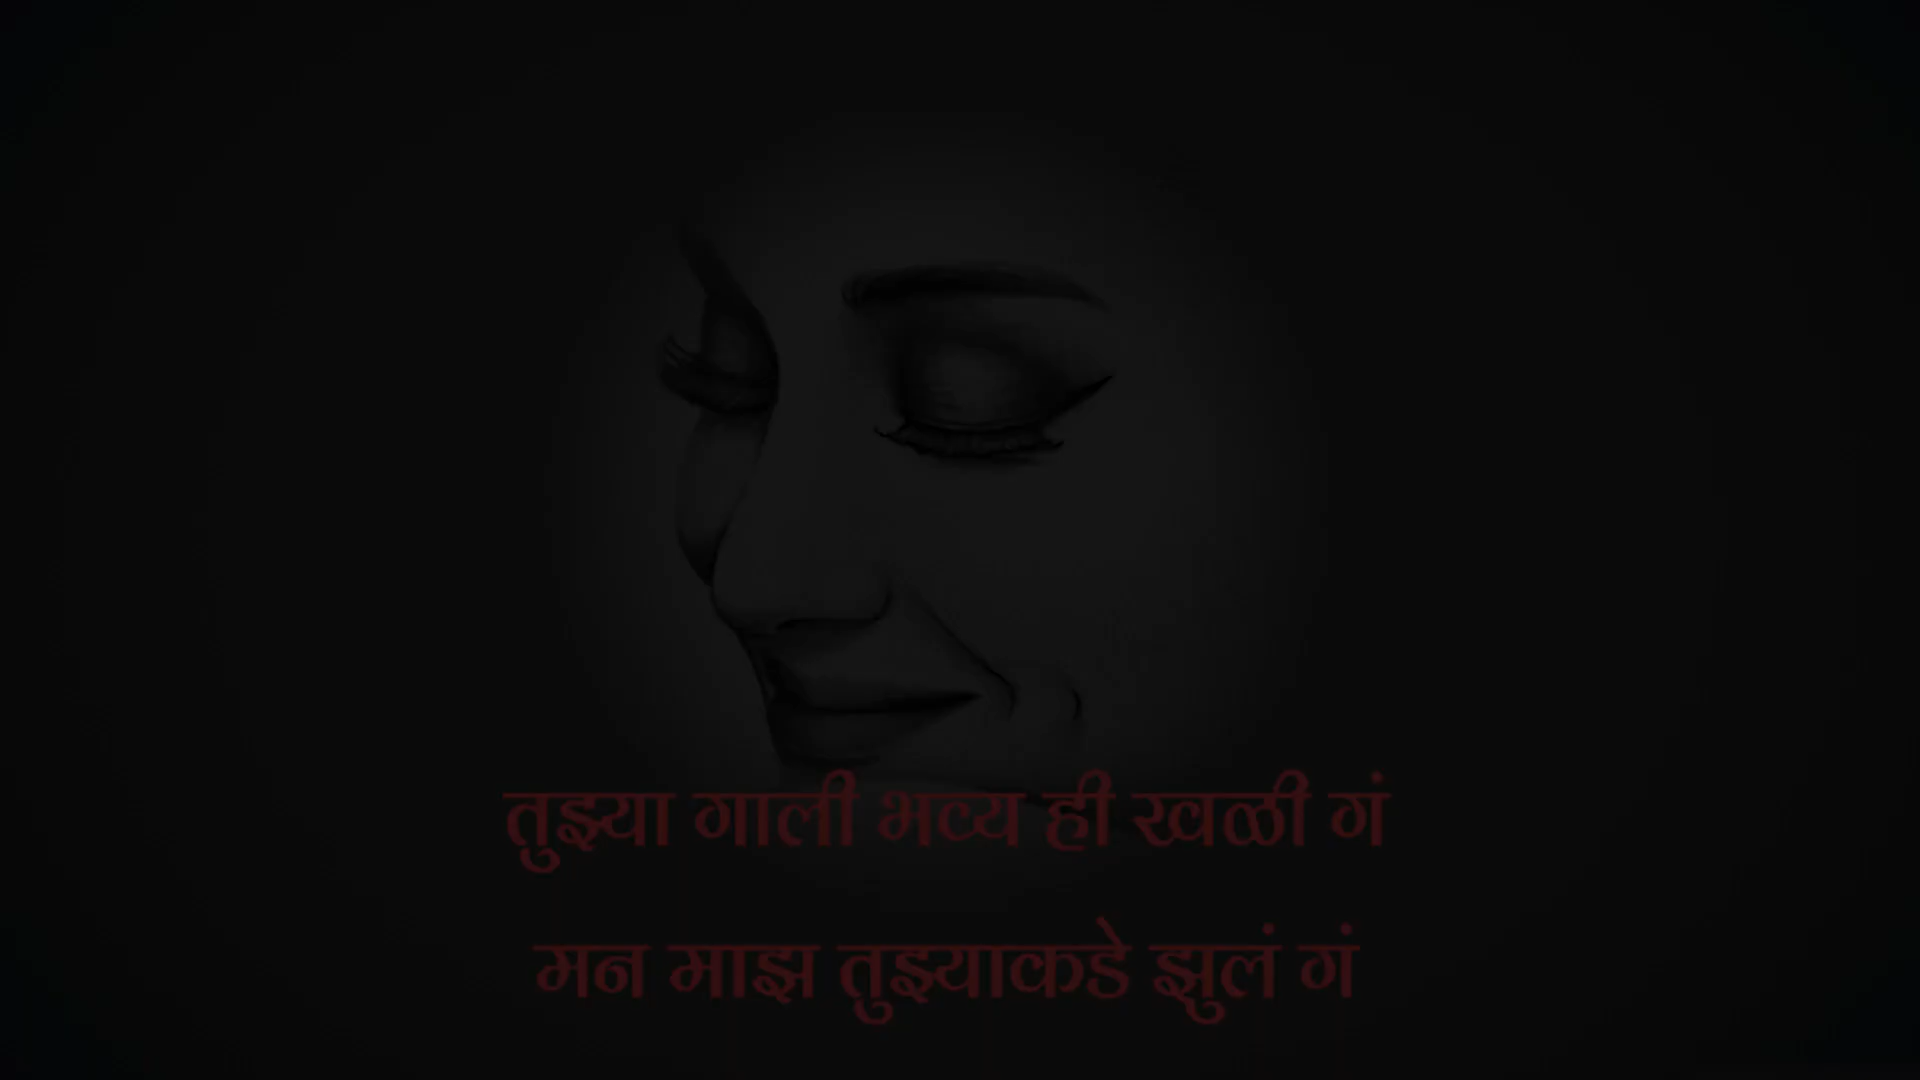 तुझ्या गाली भव्य ही खळी गं
मन माझ तुझ्याकडे झुलं गं